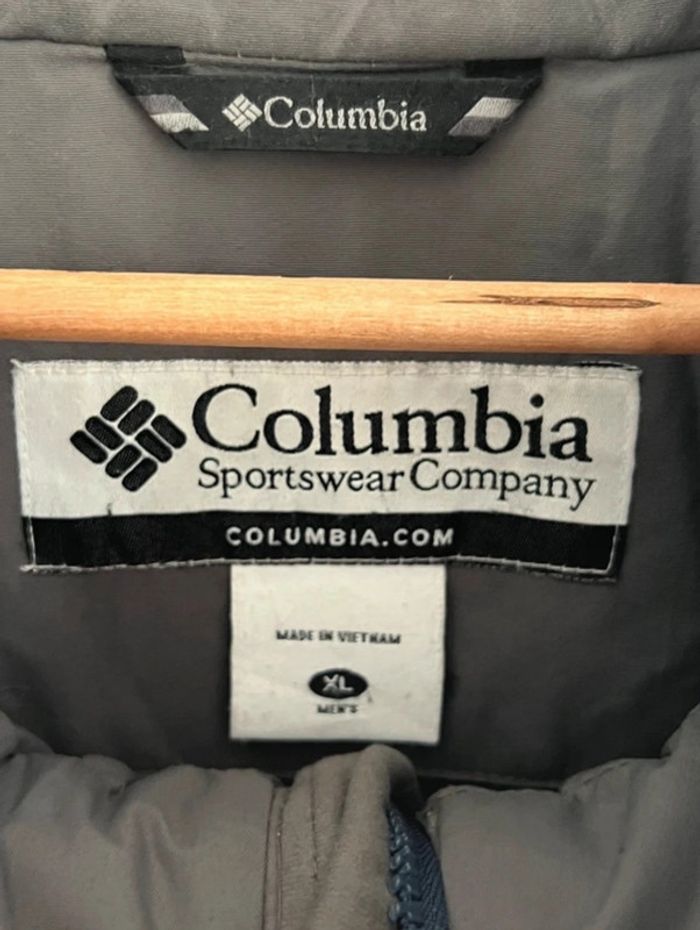 Columbia
Columbia
Sportswear Company
COLUMBIA.COM
MADE IN VIETNAM
XL
MEN'S